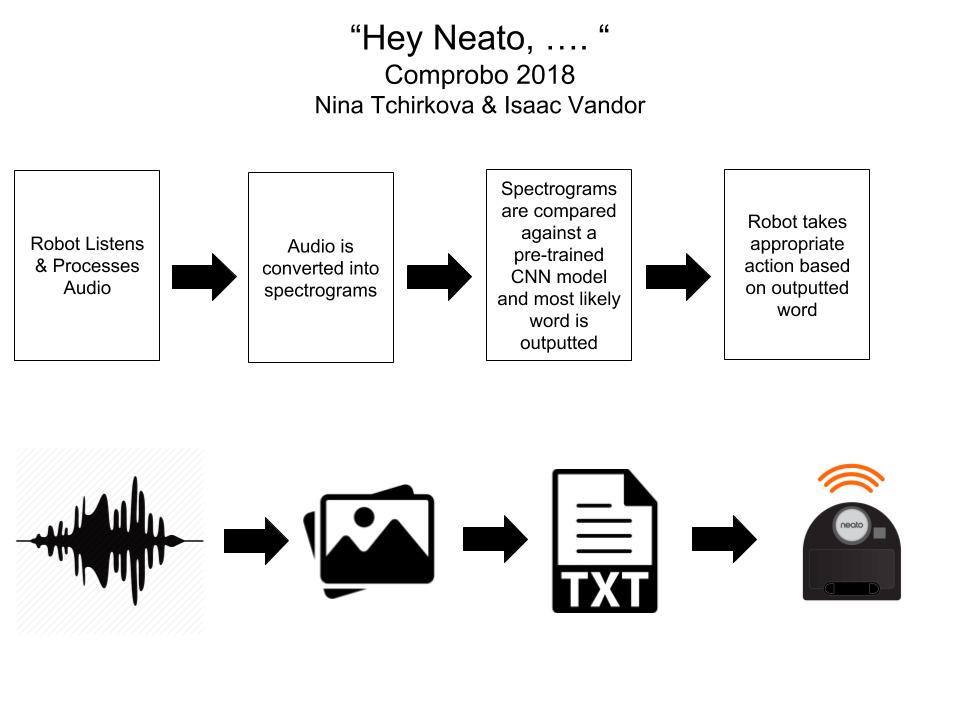 “Hey Neato, …. “
Comprobo 2018
Nina Tchirkova & Isaac Vandor
Robot Listens
& Processes
Audio
Audio is
converted into
spectrograms
Spectrograms
are compared
against a
pre-trained
CNN model
and most likely
word is
outputted
Robot takes
appropriate
action based
on outputted
word
TXT
neato